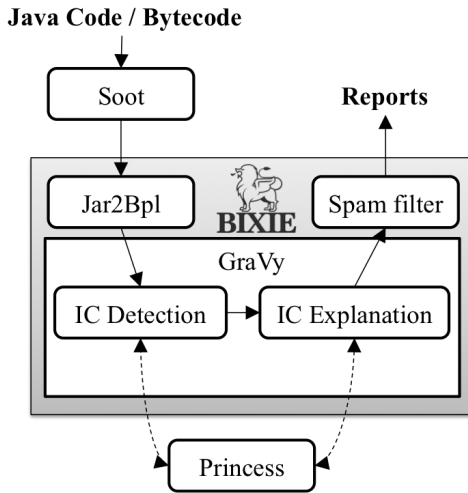 Java Code / Bytecode
Soot
Reports
Jar2Bpl
BIXIE
Spam filter
GraVy
IC Detection
IC Explanation
Princess